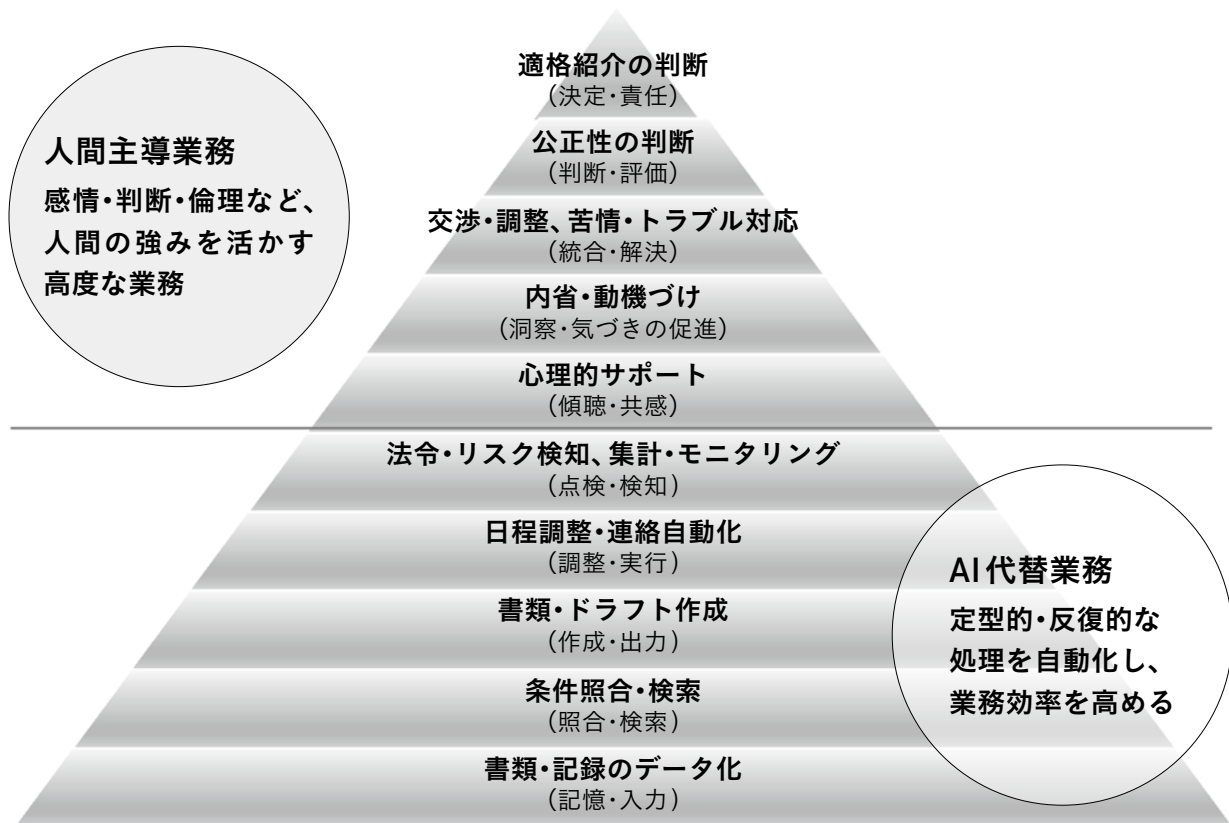 適格紹介の判断
(決定・責任)
公正性の判断
(判断・評価)
交渉・調整、苦情・トラブル対応
(統合・解決)
内省・動機づけ
(洞察・気づきの促進)
心理的サポート
(傾聴・共感)
人間主導業務
感情・判断・倫理など、
人間の強みを活かす
高度な業務
法令・リスク検知、集計・モニタリング
(点検・検知)
日程調整・連絡自動化
(調整・実行)
書類・ドラフト作成
(作成・出力)
条件照合・検索
(照合・検索)
書類・記録のデータ化
(記憶・入力)
AI代替業務
定型的・反復的な
処理を自動化し、
業務効率を高める